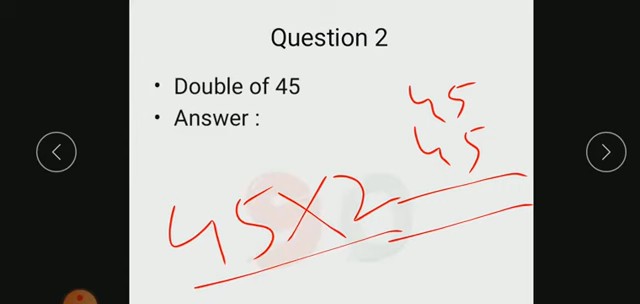 Question 2
• Double of 45
• Answer :
45
45
45×2